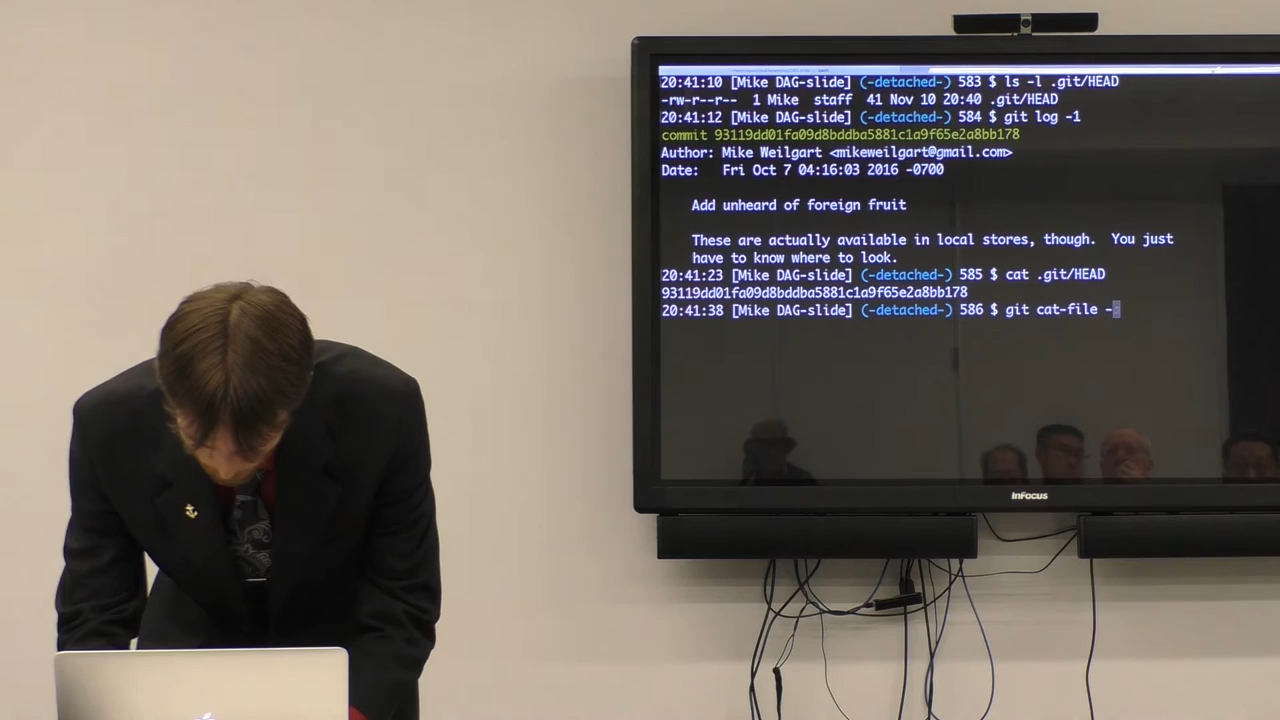 20:41:10 [Mike DAG-slide] (-detached-) 583 $ ls -l .git/HEAD
-rw-r--r-- 1 Mike staff 41 Nov 10 20:40 .git/HEAD
20:41:12 [Mike DAG-slide] (-detached-) 584 $ git log -1
commit 93119dd01fa09d8bddba5881c1a9f65e2a8bb178
Author: Mike Weilgart <mikeweilgart@gmail.com>
Date: Fri Oct 7 04:16:03 2016 -0700
Add unheard of foreign fruit
These are actually available in local stores, though. You just
have to know where to look.
20:41:23 [Mike DAG-slide] (-detached-) 585 $ cat .git/HEAD
93119dd01fa09d8bddba5881c1a9f65e2a8bb178
20:41:38 [Mike DAG-slide] (-detached-) 586 $ git cat-file -
InFocus